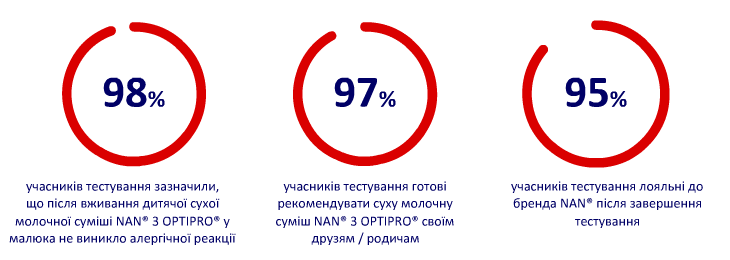 98%
учасників тестування зазначили,
що після вживання дитячої сухої
молочної суміші NAN® 3 OPTIPRO® у
малюка не виникло алергічної реакції
97%
учасників тестування готові
рекомендувати суху молочну
суміш NAN® 3 OPTIPRO® своїм
друзям / родичам
95%
учасників тестування лояльні до
бренда NAN® після завершення
тестування